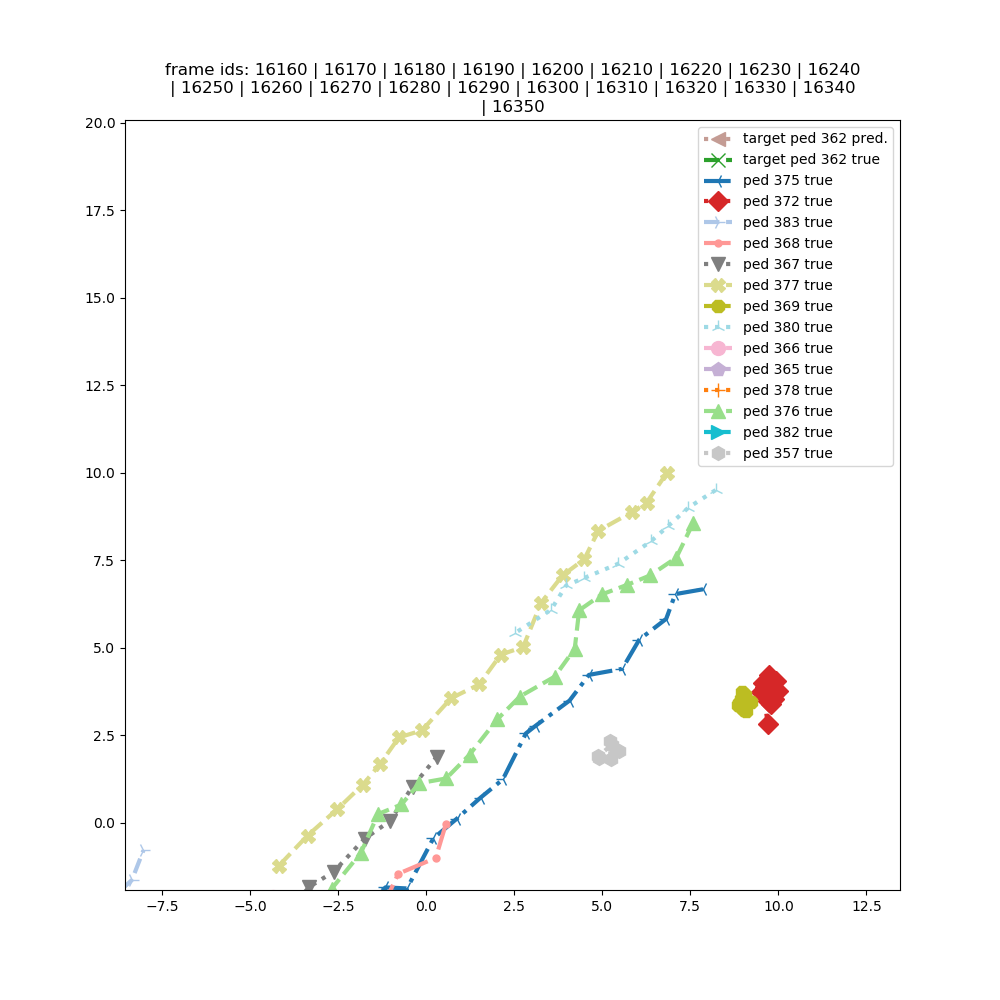 frame ids: 16160 | 16170 | 16180 | 16190 | 16200 | 16210 | 16220 | 16230 | 16240
| 16250 | 16260 | 16270 | 16280 | 16290 | 16300 | 16310 | 16320 | 16330 | 16340
| 16350
20.0
17.5
15.0
12.5
10.0
7.5
5.0
2.5
0.0
target ped 362 pred.
target ped 362 true
ped 375 true
ped 372 true
ped 383 true
ped 368 true
ped 367 true
ped 377 true
ped 369 true
ped 380 true
ped 366 true
ped 365 true
ped 378 true
ped 376 true
ped 382 true
ped 357 true
−7.5 −5.0 −2.5 0.0 2.5 5.0 7.5 10.0 12.5